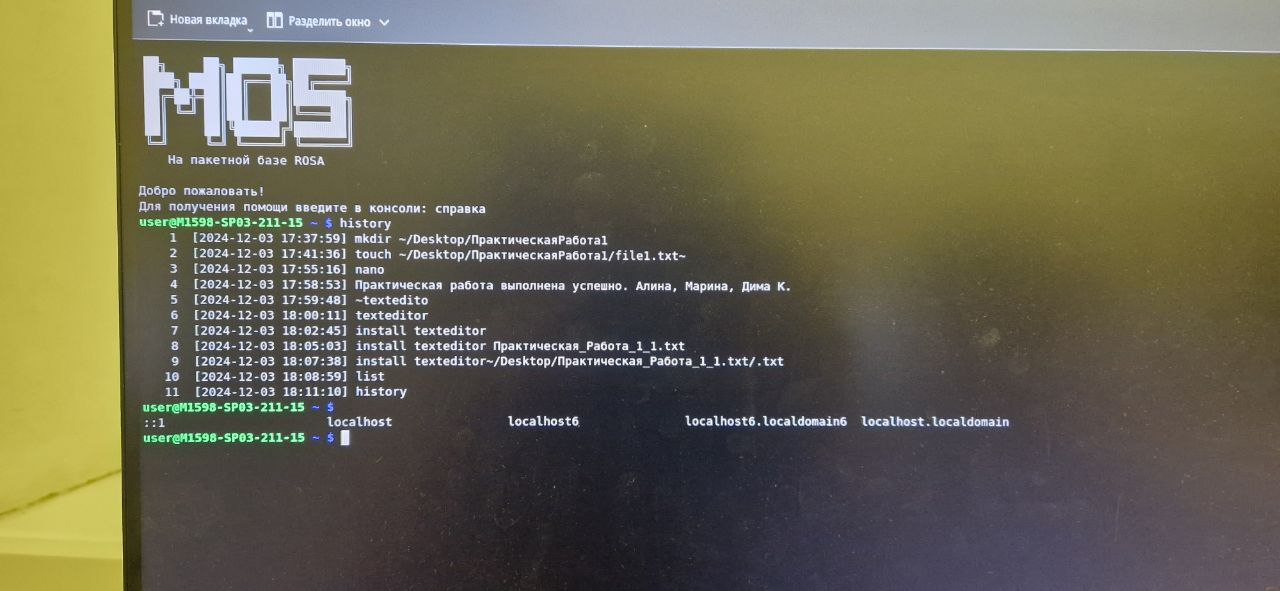 Новая вкладка Разделить окно
MOS
На пакетной базе ROSA
Добро пожаловать!
Для получения помощи введите в консоли: справка
user@M1598-SP03-211-15 ~ $ history
1 [2024-12-03 17:37:59] mkdir ~/Desktop/ПрактическаяРабота1
2 [2024-12-03 17:41:36] touch ~/Desktop/ПрактическаяРабота1/file1.txt~
3 [2024-12-03 17:55:16] nano
4 [2024-12-03 17:58:53] Практическая работа выполнена успешно. Алина, Марина, Дима К.
5 [2024-12-03 17:59:48] ~textedito
6 [2024-12-03 18:00:11] texteditor
7 [2024-12-03 18:02:45] install texteditor
8 [2024-12-03 18:05:03] install texteditor Практическая_Работа_1_1.txt
9 [2024-12-03 18:07:38] install texteditor~/Desktop/Практическая_Работа_1_1.txt/.txt
10 [2024-12-03 18:08:59] list
11 [2024-12-03 18:11:10] history
user@M1598-SP03-211-15 ~ $
::1 localhost localhost6 localhost6.localdomain6 localhost.localdomain
user@M1598-SP03-211-15 ~ $